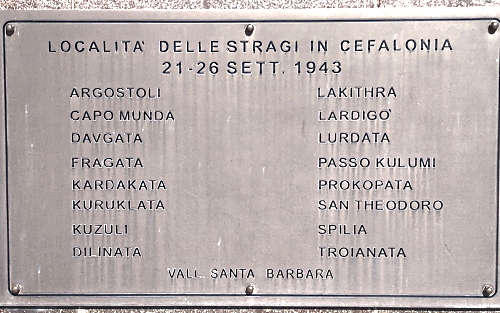 LOCALITA' DELLE STRAGI IN CEFALONIA
21-26 SETT. 1943
ARGOSTOLI
CAPO MUNDA
DAVGATA
FRAGATA
KARDAKATA
KURUKLATA
KUZULI
DILINATA
LAKITHRA
LARDIGO'
LURDATA
PASSO KULUMI
PROKOPATA
SAN THEODORO
SPILIA
TROIANATA
VALL. SANTA BARBARA